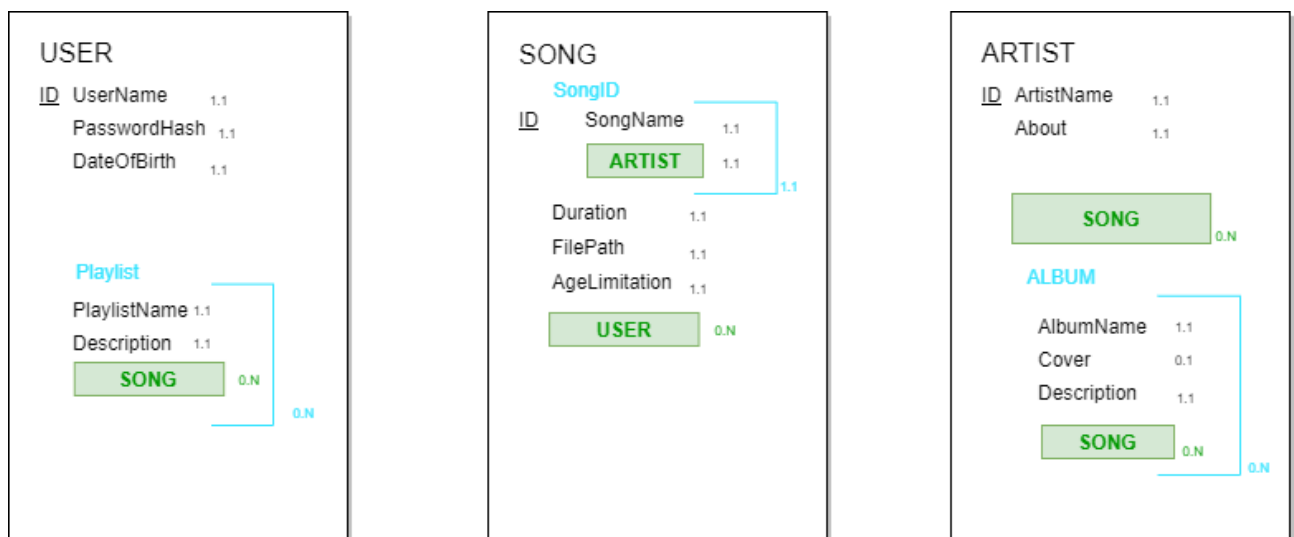 USER
ID UserName 1.1
PasswordHash 1.1
DateOfBirth 1.1
Playlist
PlaylistName 1.1
Description 1.1
SONG 0.N
0.N
SONG
SongID
ID SongName 1.1
ARTIST 1.1
1.1
Duration 1.1
FilePath 1.1
AgeLimitation 1.1
USER 0.N
ARTIST
ID ArtistName 1.1
About 1.1
SONG 0.N
ALBUM
AlbumName 1.1
Cover 0.1
Description 1.1
SONG 0.N
0.N